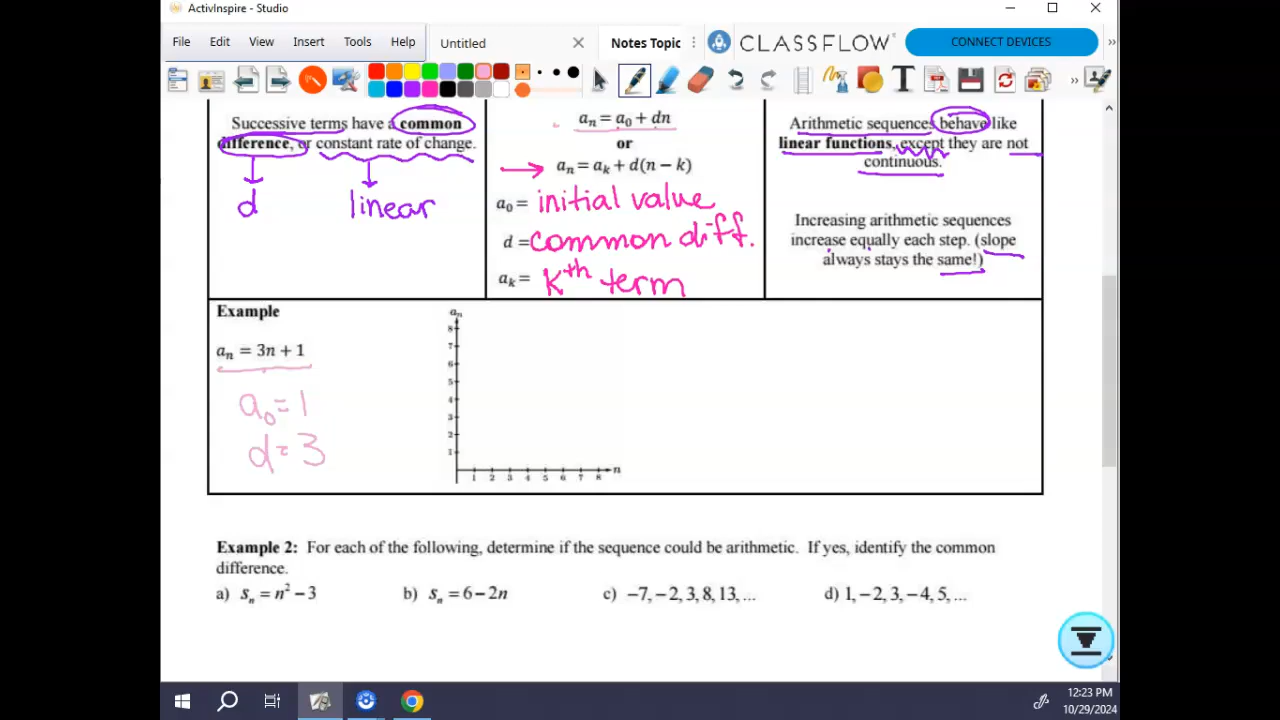 ActivInspire - Studio
File Edit View Insert Tools Help
Untitled
Notes Topic
CLASSFLOW
CONNECT DEVICES
Successive terms have a common
difference, or constant rate of change.
d
linear
aₙ = a₀ + dn
or
aₙ = aₖ + d(n − k)
a₀ = initial value
d = common diff.
aₖ = kᵗʰ term
Arithmetic sequences behave like
linear functions, except they are not
continuous.
Increasing arithmetic sequences
increase equally each step. (slope
always stays the same!)
Example
aₙ = 3n + 1
a₀ = 1
d = 3
aₙ
8
7
6
5
4
3
2
1
1 2 3 4 5 6 7 8 n
Example 2: For each of the following, determine if the sequence could be arithmetic. If yes, identify the common
difference.
a) sₙ = n² − 3 b) sₙ = 6 − 2n c) −7, −2, 3, 8, 13, ... d) 1, −2, 3, −4, 5, ...
12:23 PM
10/29/2024